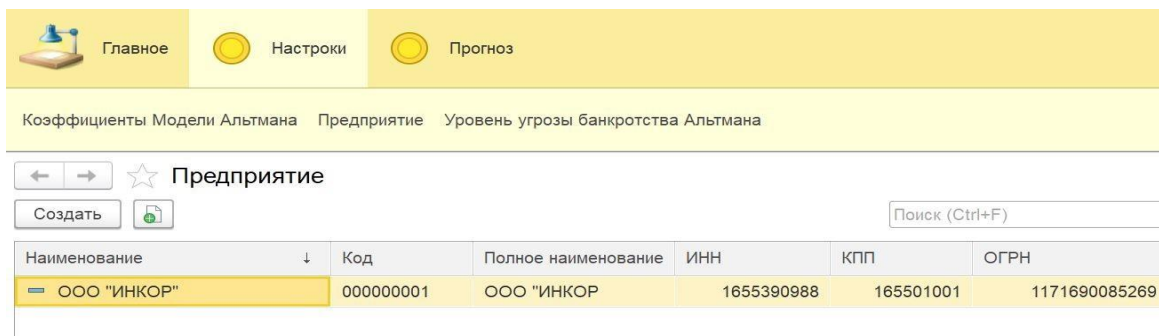 Главное Настроки Прогноз
Коэффициенты Модели Альтмана Предприятие Уровень угрозы банкротства Альтмана
Предприятие
Создать Поиск (Ctrl+F)
Наименование ↓ Код Полное наименование ИНН КПП ОГРН
ООО "ИНКОР" 000000001 ООО "ИНКОР 1655390988 165501001 1171690085269